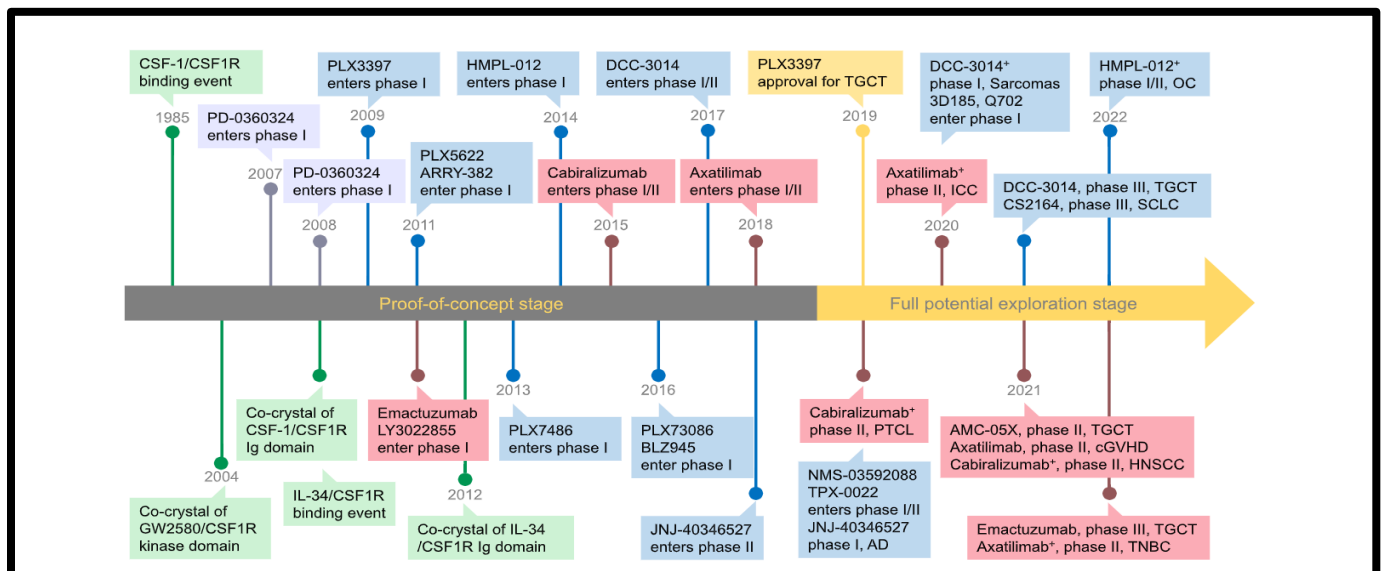 CSF-1/CSF1R
binding event
1985
PD-0360324
enters phase I
2007
PD-0360324
enters phase I
2008
PLX3397
enters phase I
2009
PLX5622
ARRY-382
enter phase I
2011
HMPL-012
enters phase I
2014
Cabiralizumab
enters phase I/II
2015
DCC-3014
enters phase I/II
2017
Axatilimab
enters phase I/II
2018
PLX3397
approval for TGCT
2019
Axatilimab⁺
phase II, ICC
2020
DCC-3014⁺
phase I, Sarcomas
3D185, Q702
enter phase I
DCC-3014, phase III, TGCT
CS2164, phase III, SCLC
HMPL-012⁺
phase I/II, OC
2022
Proof-of-concept stage
Full potential exploration stage
2004
Co-crystal of
GW2580/CSF1R
kinase domain
Co-crystal of
CSF-1/CSF1R
Ig domain
IL-34/CSF1R
binding event
Emactuzumab
LY3022855
enter phase I
2012
Co-crystal of IL-34
/CSF1R Ig domain
2013
PLX7486
enters phase I
2016
PLX73086
BLZ945
enter phase I
JNJ-40346527
enters phase II
Cabiralizumab⁺
phase II, PTCL
NMS-03592088
TPX-0022
enters phase I/II
JNJ-40346527
phase I, AD
2021
AMC-05X, phase II, TGCT
Axatilimab, phase II, cGVHD
Cabiralizumab⁺, phase II, HNSCC
Emactuzumab, phase III, TGCT
Axatilimab⁺, phase II, TNBC